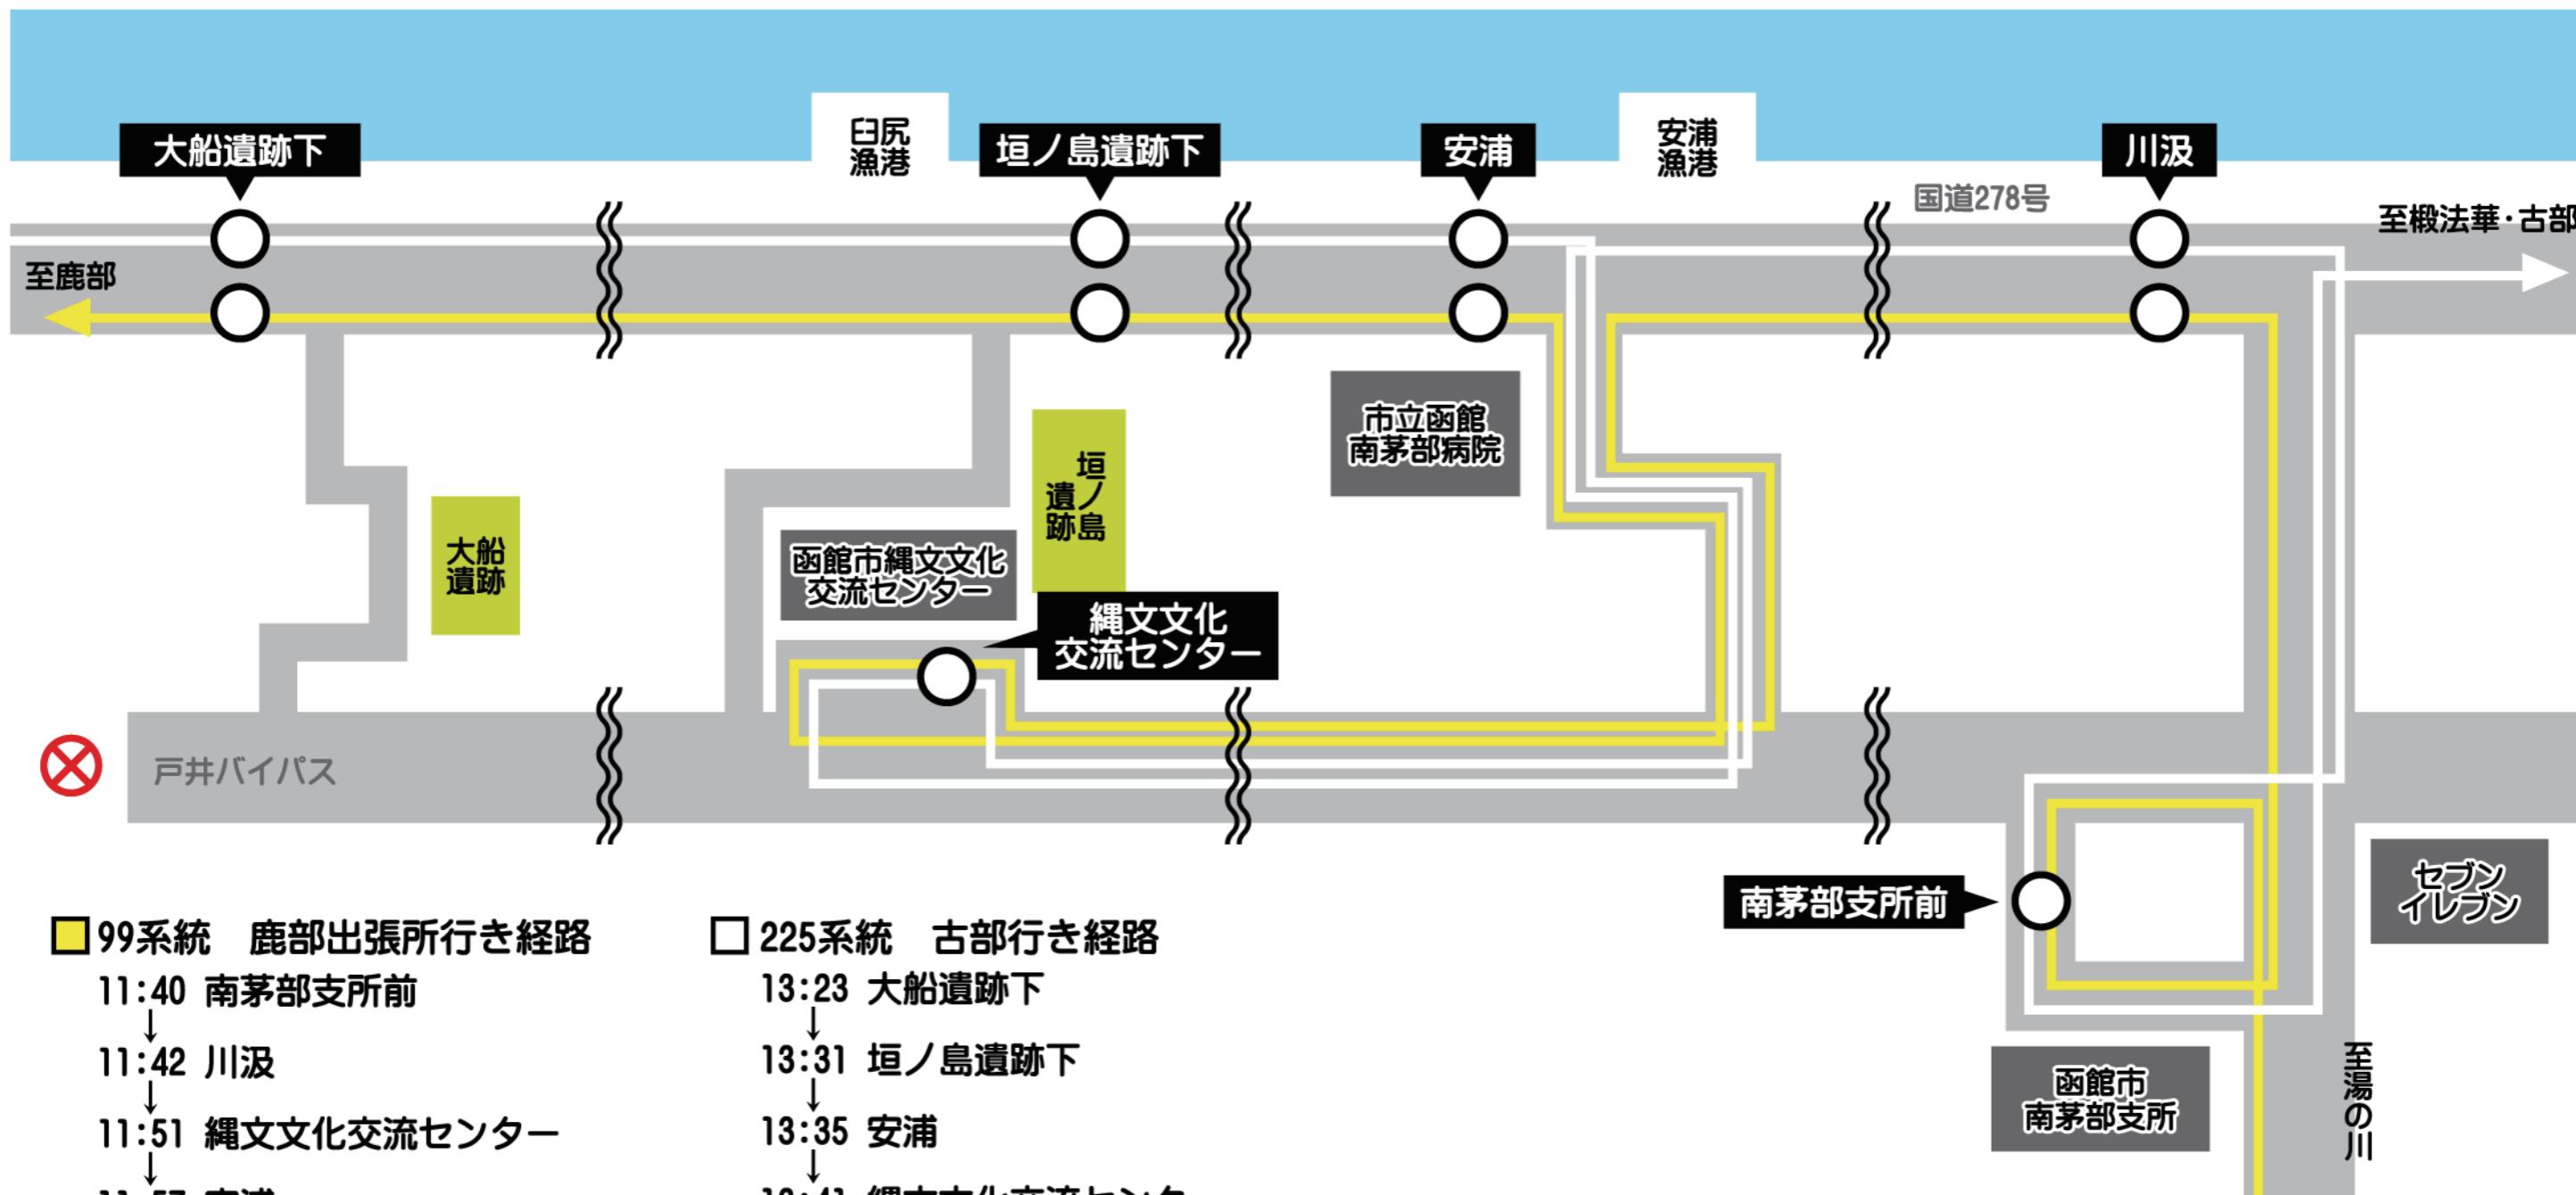 大船遺跡下
臼尻
漁港
垣ノ島遺跡下
安浦
安浦
漁港
川汲
国道278号
至椴法華・古部
至鹿部
市立函館
南茅部病院
大船
遺跡
垣ノ島
遺跡
函館市縄文文化
交流センター
縄文文化
交流センター
戸井バイパス
南茅部支所前
セブン
イレブン
函館市
南茅部支所
至湯の川
99系統 鹿部出張所行き経路
11:40 南茅部支所前
↓
11:42 川汲
↓
11:51 縄文文化交流センター
↓
225系統 古部行き経路
13:23 大船遺跡下
↓
13:31 垣ノ島遺跡下
↓
13:35 安浦
↓